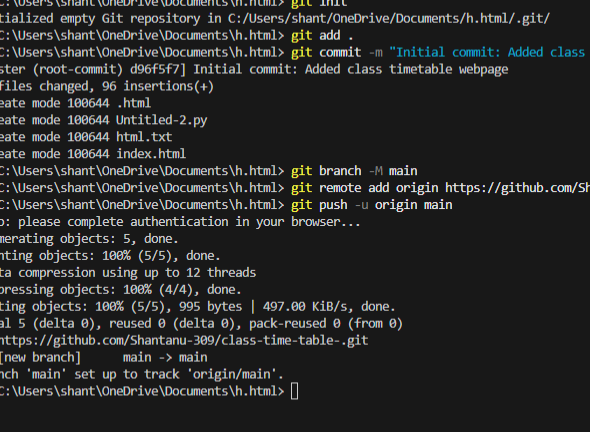 C:\Users\shant\OneDrive\Documents\h.html> git init
tialized empty Git repository in C:/Users/shant/OneDrive/Documents/h.html/.git/
C:\Users\shant\OneDrive\Documents\h.html> git add .
C:\Users\shant\OneDrive\Documents\h.html> git commit -m "Initial commit: Added class
ster (root-commit) d96f5f7] Initial commit: Added class timetable webpage
files changed, 96 insertions(+)
eate mode 100644 .html
eate mode 100644 Untitled-2.py
eate mode 100644 html.txt
eate mode 100644 index.html
C:\Users\shant\OneDrive\Documents\h.html> git branch -M main
C:\Users\shant\OneDrive\Documents\h.html> git remote add origin https://github.com/Sh
C:\Users\shant\OneDrive\Documents\h.html> git push -u origin main
o: please complete authentication in your browser...
merating objects: 5, done.
nting objects: 100% (5/5), done.
ta compression using up to 12 threads
pressing objects: 100% (4/4), done.
ting objects: 100% (5/5), 995 bytes | 497.00 KiB/s, done.
al 5 (delta 0), reused 0 (delta 0), pack-reused 0 (from 0)
https://github.com/Shantanu-309/class-time-table-.git
[new branch]      main -> main
nch 'main' set up to track 'origin/main'.
C:\Users\shant\OneDrive\Documents\h.html>